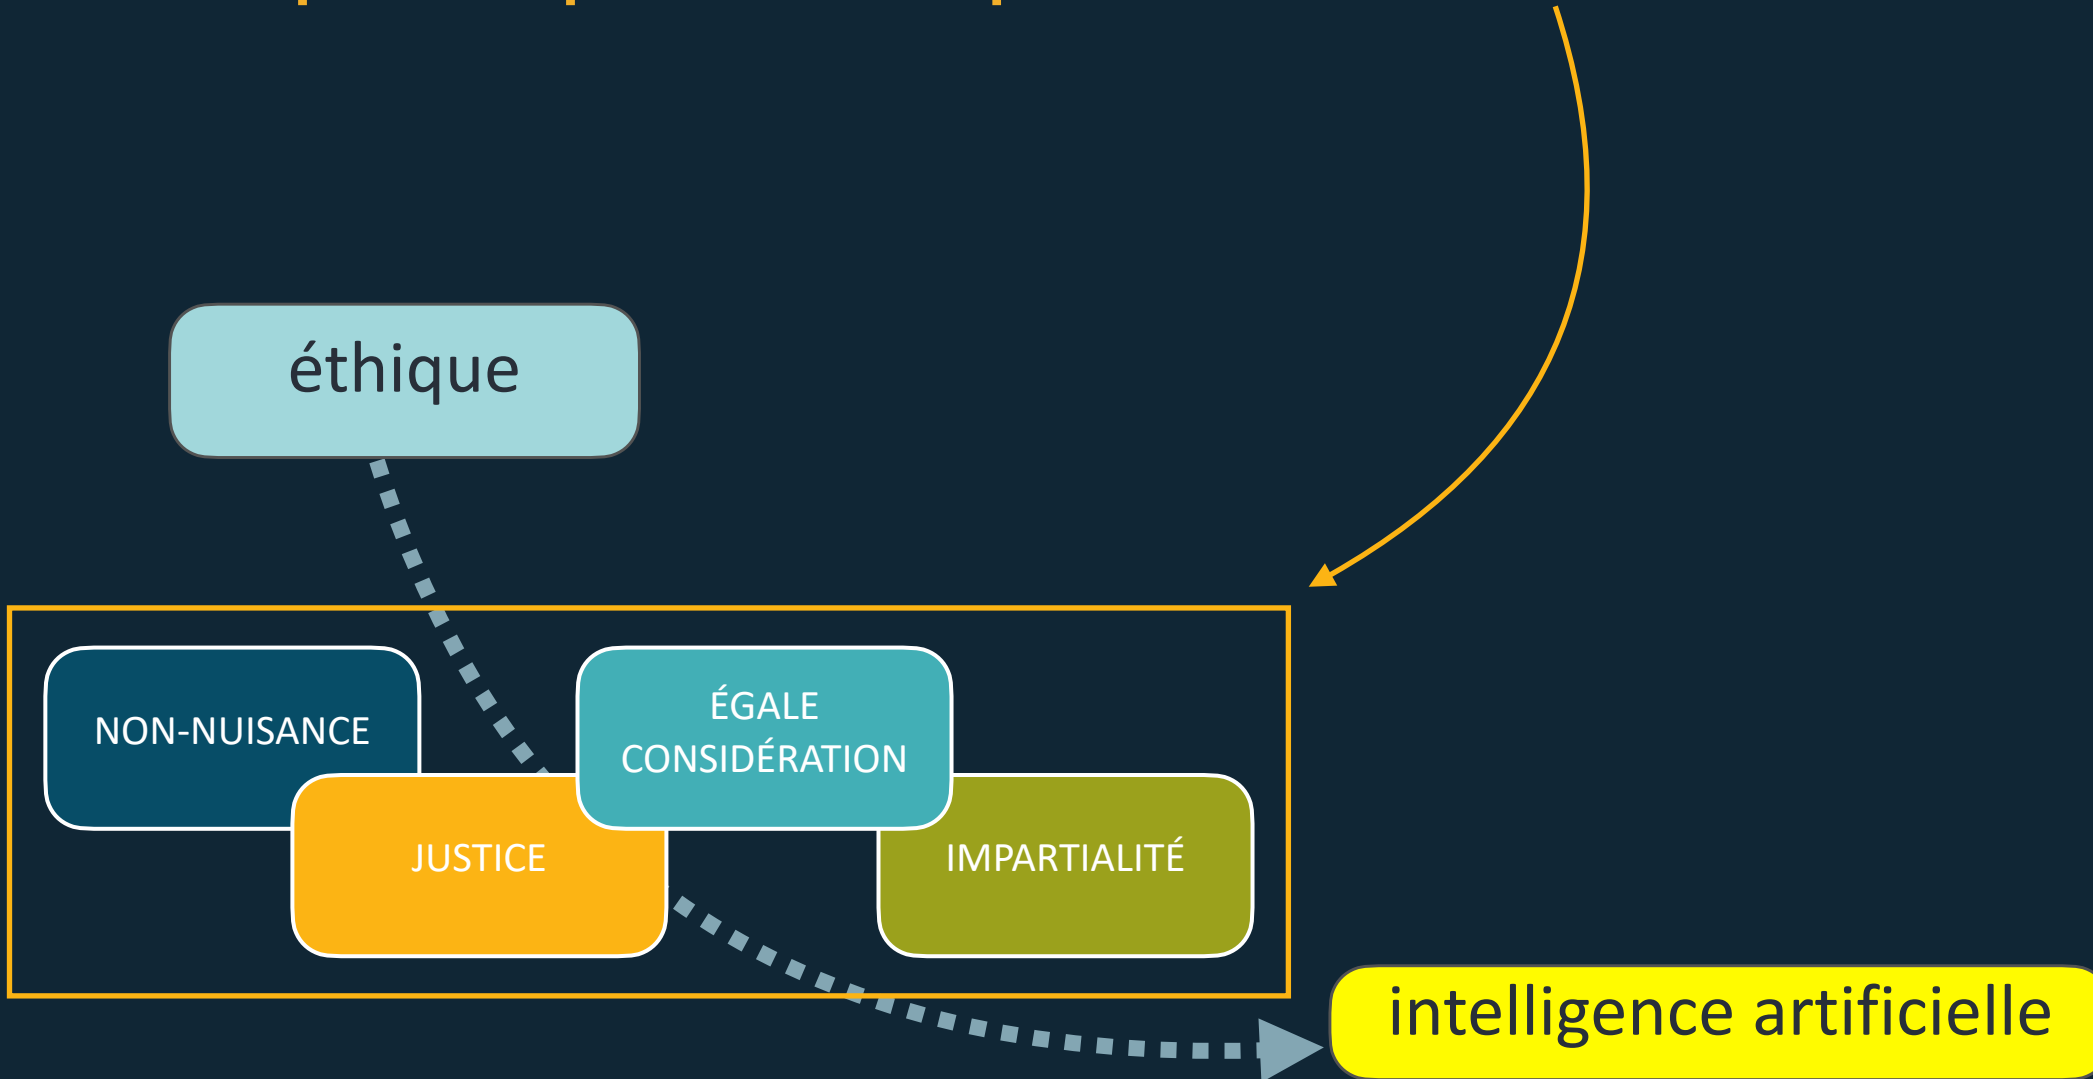 éthique
NON-NUISANCE
ÉGALE
CONSIDÉRATION
JUSTICE
IMPARTIALITÉ
intelligence artificielle